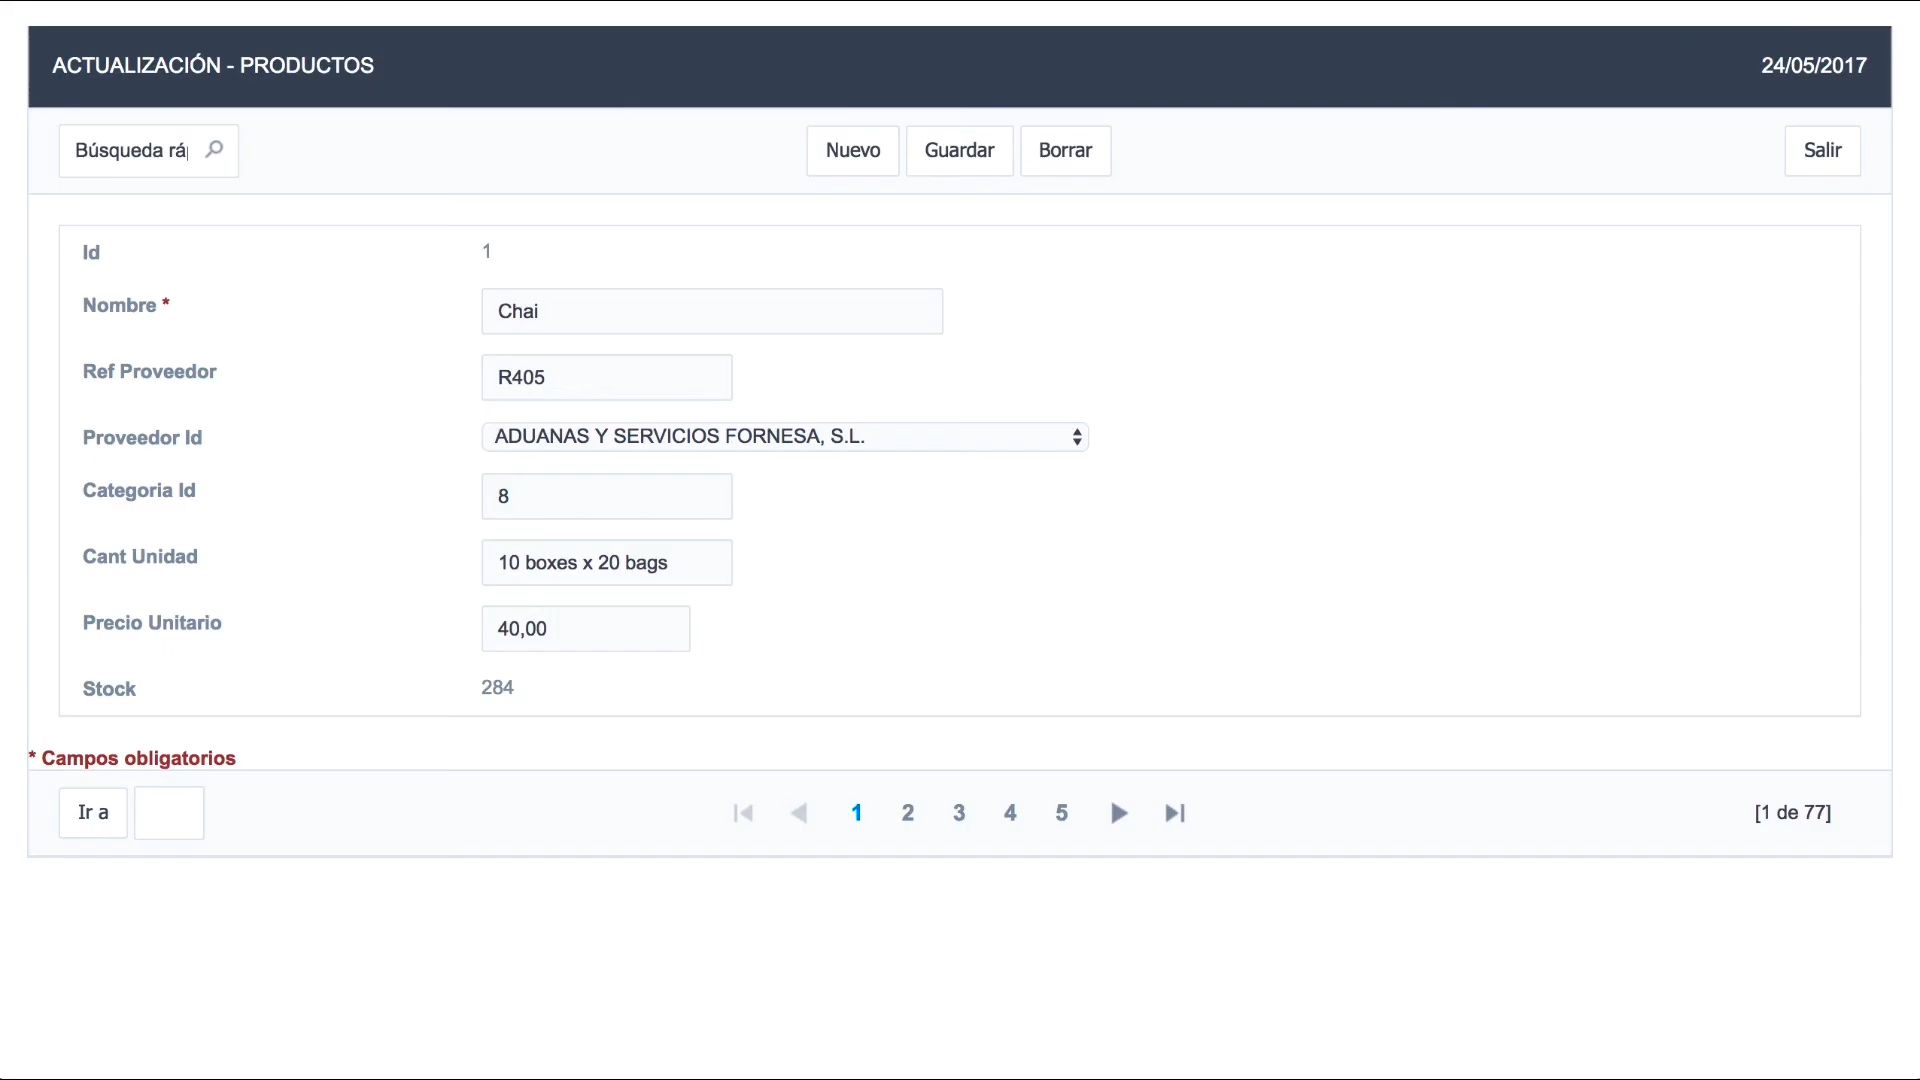 ACTUALIZACIÓN - PRODUCTOS 24/05/2017
Búsqueda ráp Nuevo Guardar Borrar Salir
Id 1
Nombre * Chai
Ref Proveedor R405
Proveedor Id ADUANAS Y SERVICIOS FORNESA, S.L.
Categoria Id 8
Cant Unidad 10 boxes x 20 bags
Precio Unitario 40,00
Stock 284
* Campos obligatorios
Ir a 1 2 3 4 5 [1 de 77]